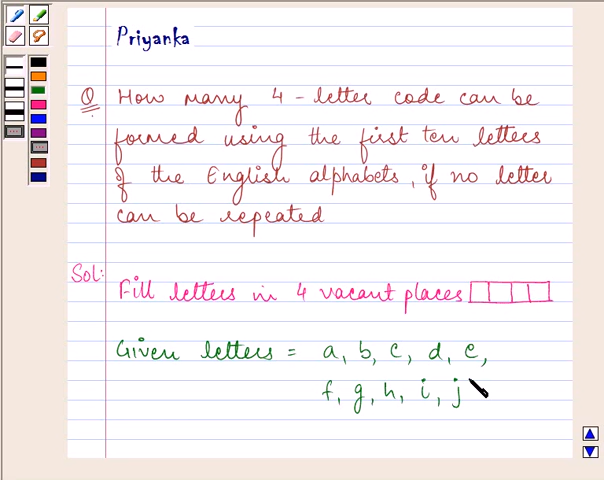 Priyanka
Q How many 4 - letter code can be
formed using the first ten letters
of the English alphabets, if no letter
can be repeated
Sol:
Fill letters in 4 vacant places
Given letters = a, b, c, d, e,
f, g, h, i, j